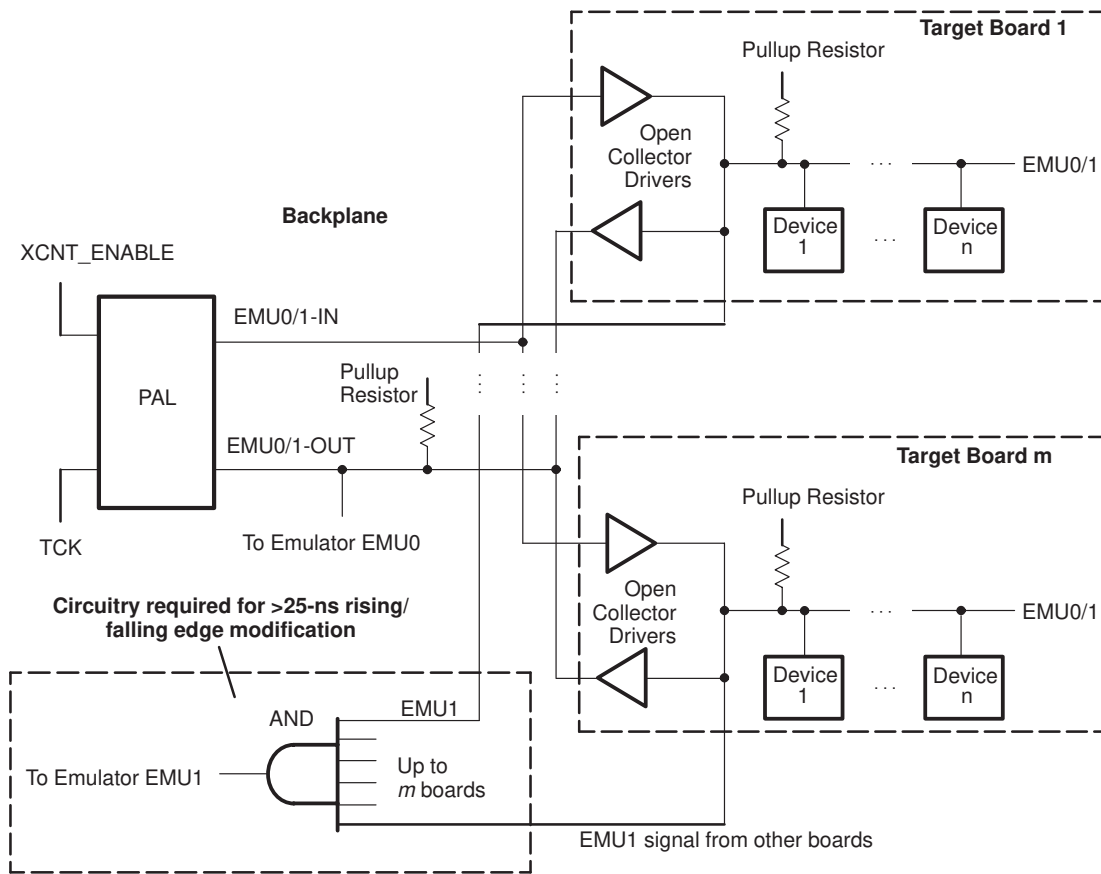 Target Board 1
Pullup Resistor
Open
Collector
Drivers
. . .
EMU0/1
Device
1
. . .
Device
n
Backplane
XCNT_ENABLE
EMU0/1-IN
PAL
Pullup
Resistor
EMU0/1-OUT
TCK
To Emulator EMU0
Target Board m
Pullup Resistor
Open
Collector
Drivers
. . .
EMU0/1
Device
1
. . .
Device
n
Circuitry required for >25-ns rising/
falling edge modification
AND
EMU1
To Emulator EMU1
Up to
m boards
EMU1 signal from other boards